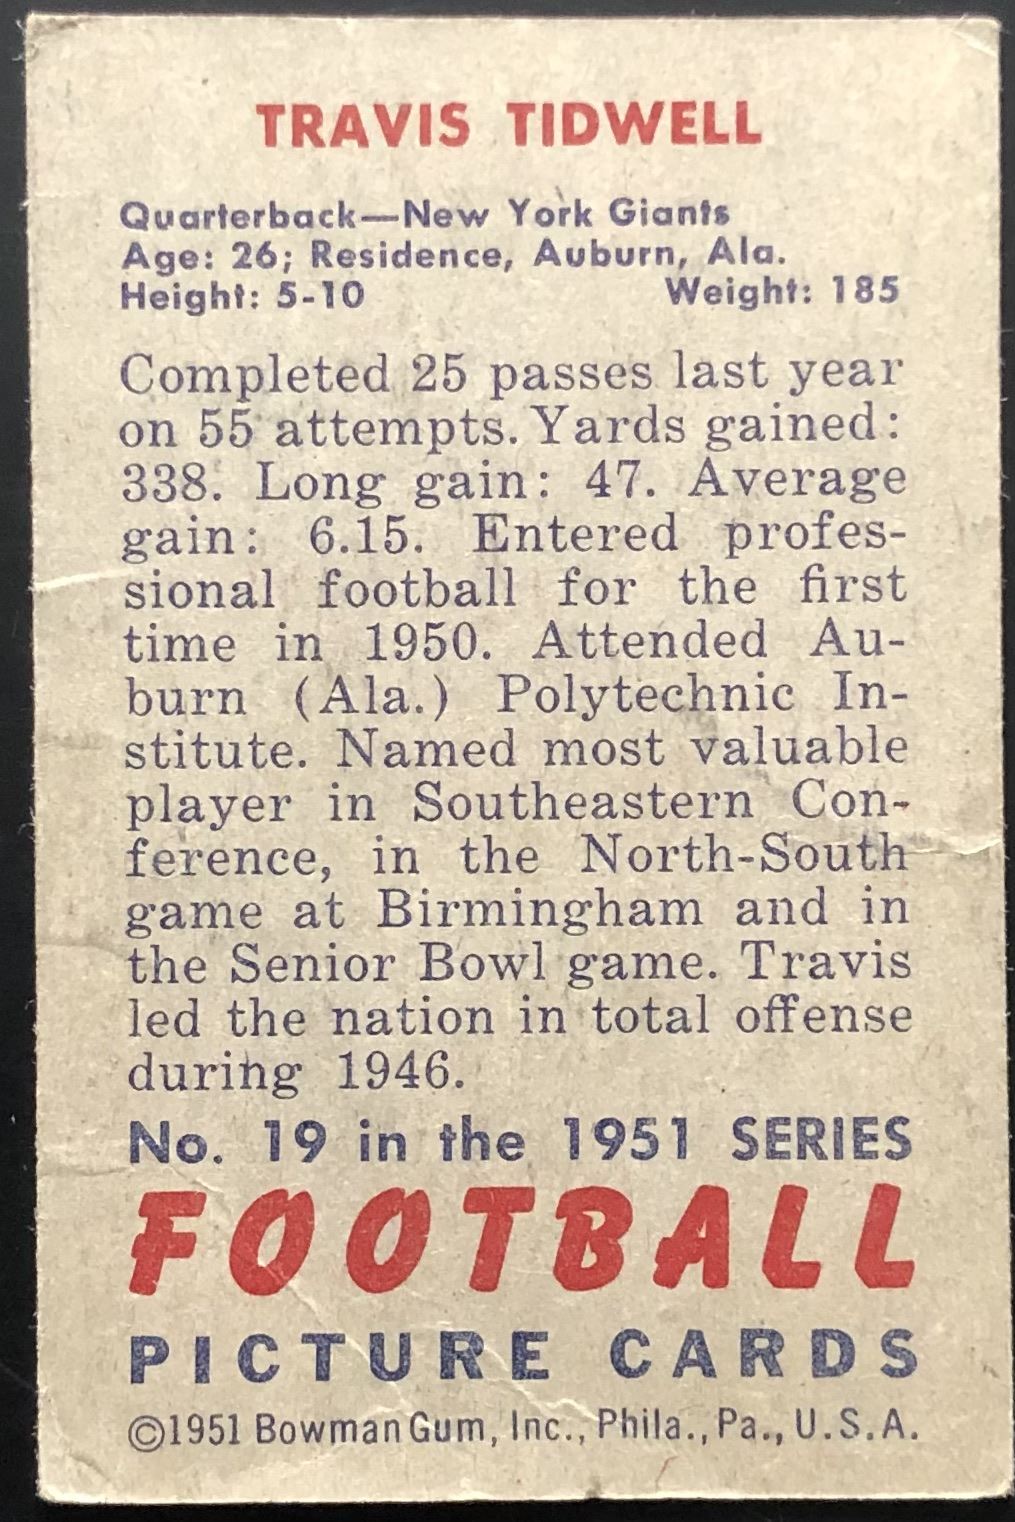 TRAVIS TIDWELL
Quarterback—New York Giants
Age: 26; Residence, Auburn, Ala.
Height: 5-10 Weight: 185
Completed 25 passes last year
on 55 attempts. Yards gained:
338. Long gain: 47. Average
gain: 6.15. Entered profes-
sional football for the first
time in 1950. Attended Au-
burn (Ala.) Polytechnic In-
stitute. Named most valuable
player in Southeastern Con-
ference, in the North-South
game at Birmingham and in
the Senior Bowl game. Travis
led the nation in total offense
during 1946.
No. 19 in the 1951 SERIES
FOOTBALL
PICTURE CARDS
©1951 Bowman Gum, Inc., Phila., Pa., U.S.A.